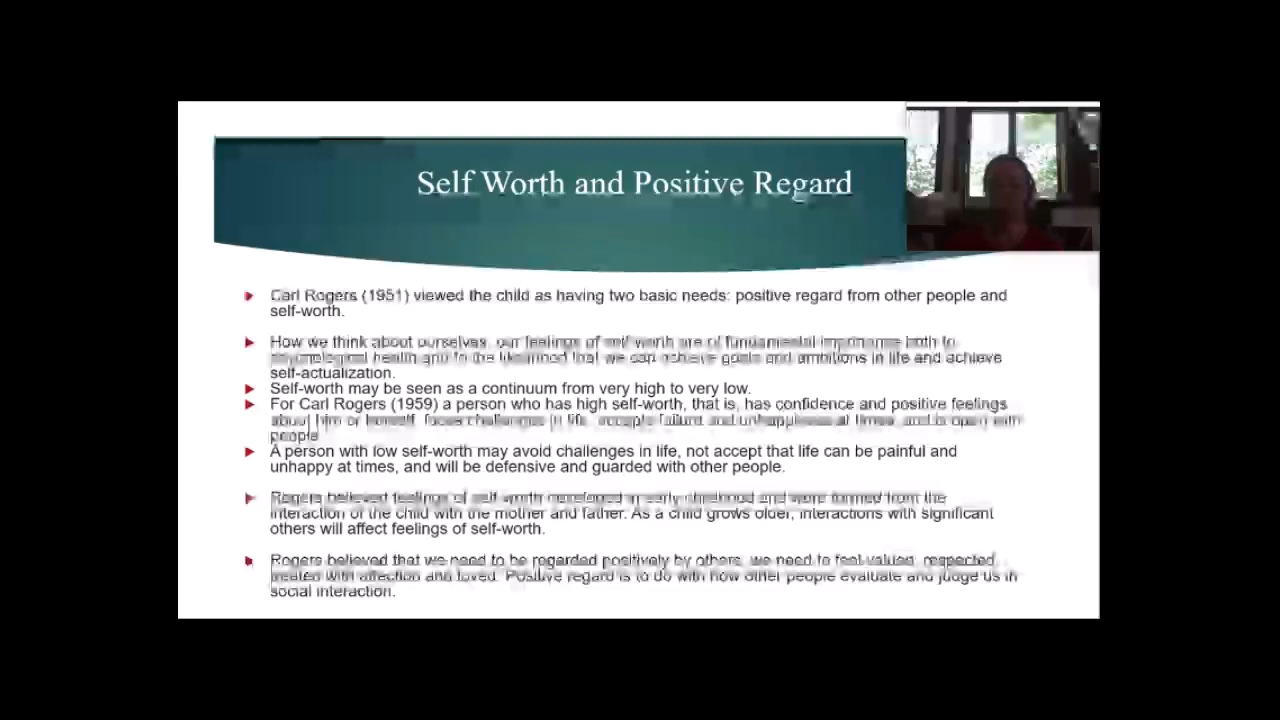 Self Worth and Positive Regard
Carl Rogers (1951) viewed the child as having two basic needs: positive regard from other people and
self-worth.
How we think about ourselves, our feelings of self-worth are of fundamental importance both to
psychological health and to the likelihood that we can achieve goals and ambitions in life and achieve
self-actualization.
Self-worth may be seen as a continuum from very high to very low.
For Carl Rogers (1959) a person who has high self-worth, that is, has confidence and positive feelings
about him or herself, faces challenges in life, accepts failure and unhappiness at times, and is open with
people.
A person with low self-worth may avoid challenges in life, not accept that life can be painful and
unhappy at times, and will be defensive and guarded with other people.
Rogers believed feelings of self-worth developed in early childhood and were formed from the
interaction of the child with the mother and father. As a child grows older, interactions with significant
others will affect feelings of self-worth.
Rogers believed that we need to be regarded positively by others, we need to feel valued, respected,
treated with affection and loved. Positive regard is to do with how other people evaluate and judge us in
social interaction.